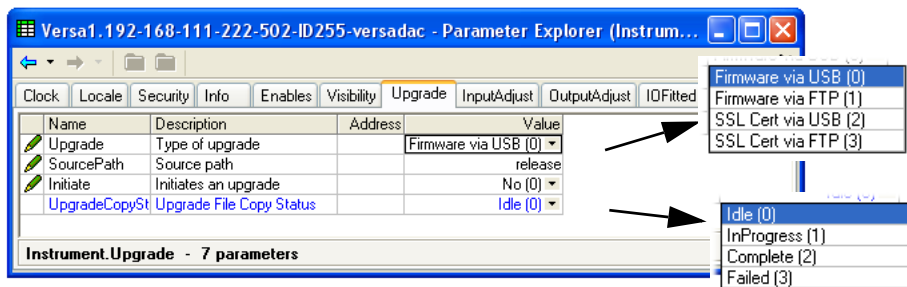 Versa1.192-168-111-222-502-ID255-versadac - Parameter Explorer (Instrum...
Clock Locale Security Info Enables Visibility Upgrade InputAdjust OutputAdjust IOFitted
Name Description Address Value
Upgrade Type of upgrade Firmware via USB (0)
SourcePath Source path release
Initiate Initiates an upgrade No (0)
UpgradeCopySt Upgrade File Copy Status Idle (0)
Instrument.Upgrade - 7 parameters
Firmware via USB (0)
Firmware via FTP (1)
SSL Cert via USB (2)
SSL Cert via FTP (3)
Idle (0)
InProgress (1)
Complete (2)
Failed (3)